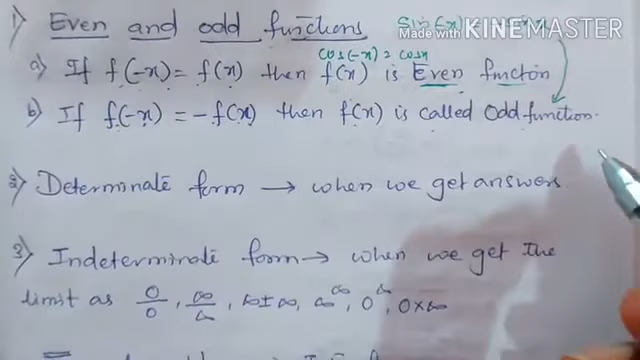 1) Even and odd functions Sin(-x)
Made with KINEMASTER
cos(-x) = cosx
a) If f(-x) = f(x) then f(x) is Even function
b) If f(-x) = -f(x) then f(x) is called Odd function.
2) Determinate form → when we get answers.
3) Indeterminate form → when we get the
limit as 0/0, ∞/∞, ∞±∞, ∞^∞, 0^∞, 0×∞